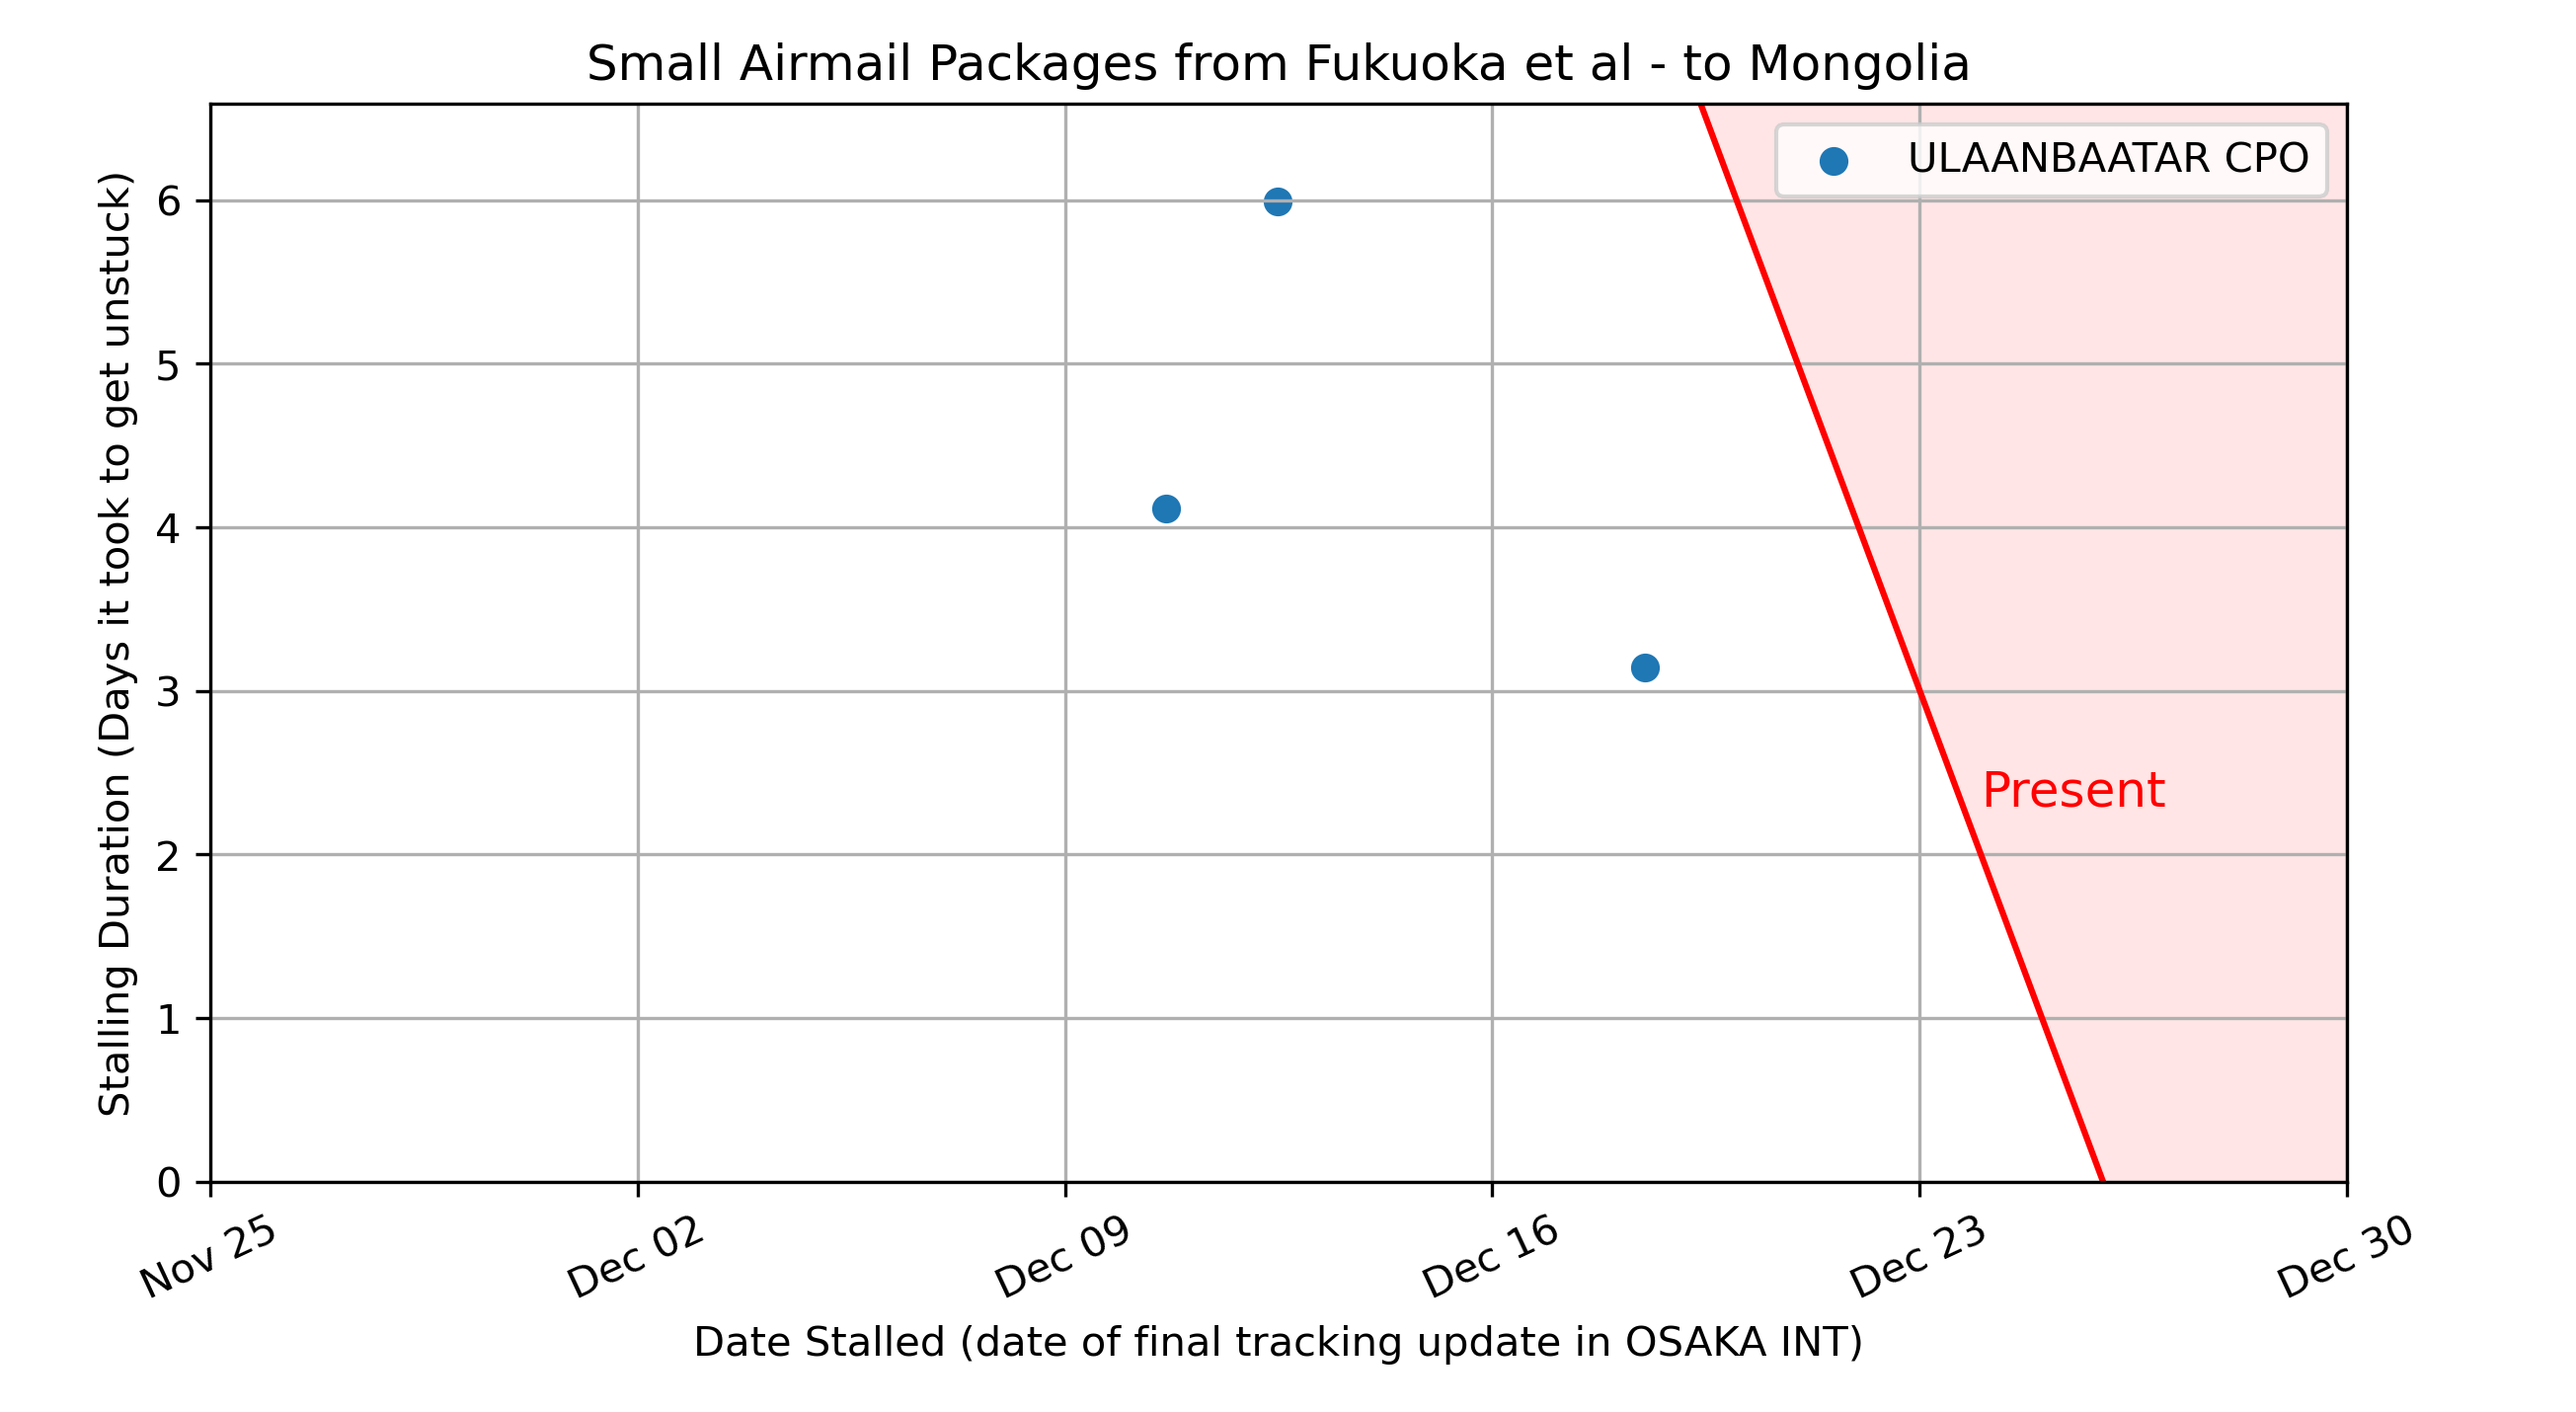 Small Airmail Packages from Fukuoka et al - to Mongolia
ULAANBAATAR CPO
Stalling Duration (Days it took to get unstuck)
6
5
4
3
2
1
0
Present
Nov 25
Dec 02
Dec 09
Dec 16
Dec 23
Dec 30
Date Stalled (date of final tracking update in OSAKA INT)